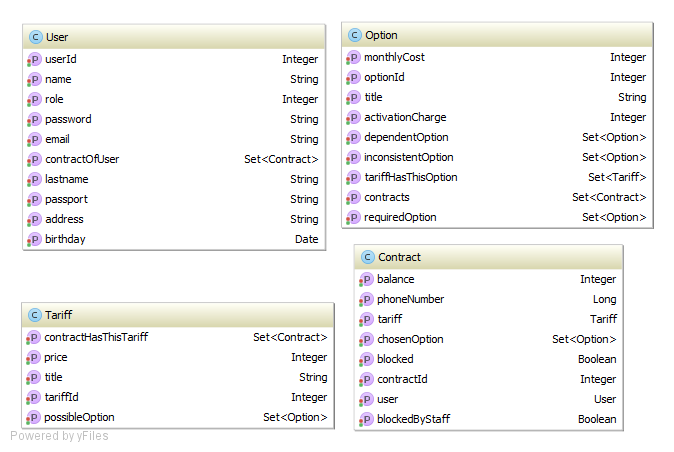 C User
P userId Integer
P name String
P role Integer
P password String
P email String
P contractOfUser Set<Contract>
P lastname String
P passport String
P address String
P birthday Date
C Option
P monthlyCost Integer
P optionId Integer
P title String
P activationCharge Integer
P dependentOption Set<Option>
P inconsistentOption Set<Option>
P tariffHasThisOption Set<Tariff>
P contracts Set<Contract>
P requiredOption Set<Option>
C Tariff
P contractHasThisTariff Set<Contract>
P price Integer
P title String
P tariffId Integer
P possibleOption Set<Option>
C Contract
P balance Integer
P phoneNumber Long
P tariff Tariff
P chosenOption Set<Option>
P blocked Boolean
P contractId Integer
P user User
P blockedByStaff Boolean
Powered by yFiles